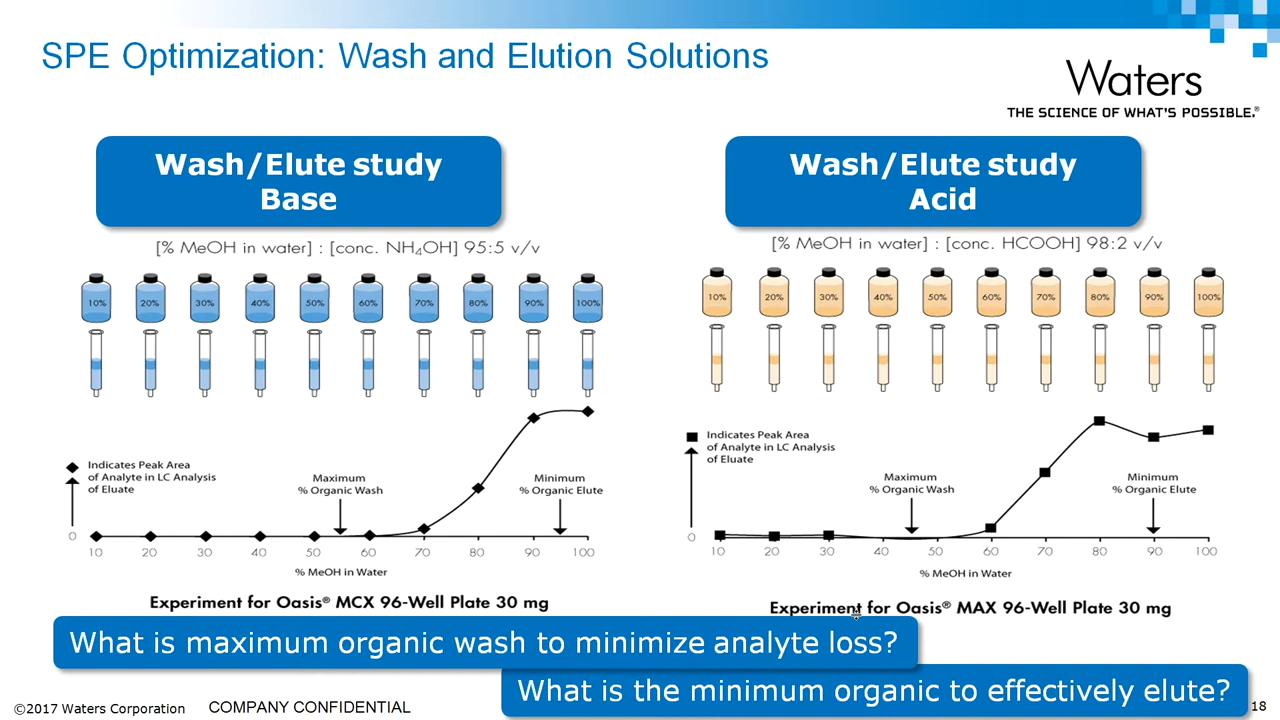 SPE Optimization: Wash and Elution Solutions
Waters
THE SCIENCE OF WHAT'S POSSIBLE.®
Wash/Elute study
Base
[% MeOH in water] : [conc. NH₄OH] 95:5 v/v
10% 20% 30% 40% 50% 60% 70% 80% 90% 100%
Indicates Peak Area
of Analyte in LC Analysis
of Eluate
Maximum
% Organic Wash
Minimum
% Organic Elute
0
10 20 30 40 50 60 70 80 90 100
% MeOH in Water
Experiment for Oasis® MCX 96-Well Plate 30 mg
Wash/Elute study
Acid
[% MeOH in water] : [conc. HCOOH] 98:2 v/v
10% 20% 30% 40% 50% 60% 70% 80% 90% 100%
Indicates Peak Area
of Analyte in LC Analysis
of Eluate
Maximum
% Organic Wash
Minimum
% Organic Elute
0
10 20 30 40 50 60 70 80 90 100
% MeOH in Water
Experiment for Oasis® MAX 96-Well Plate 30 mg
What is maximum organic wash to minimize analyte loss?
What is the minimum organic to effectively elute?
©2017 Waters Corporation
COMPANY CONFIDENTIAL
18